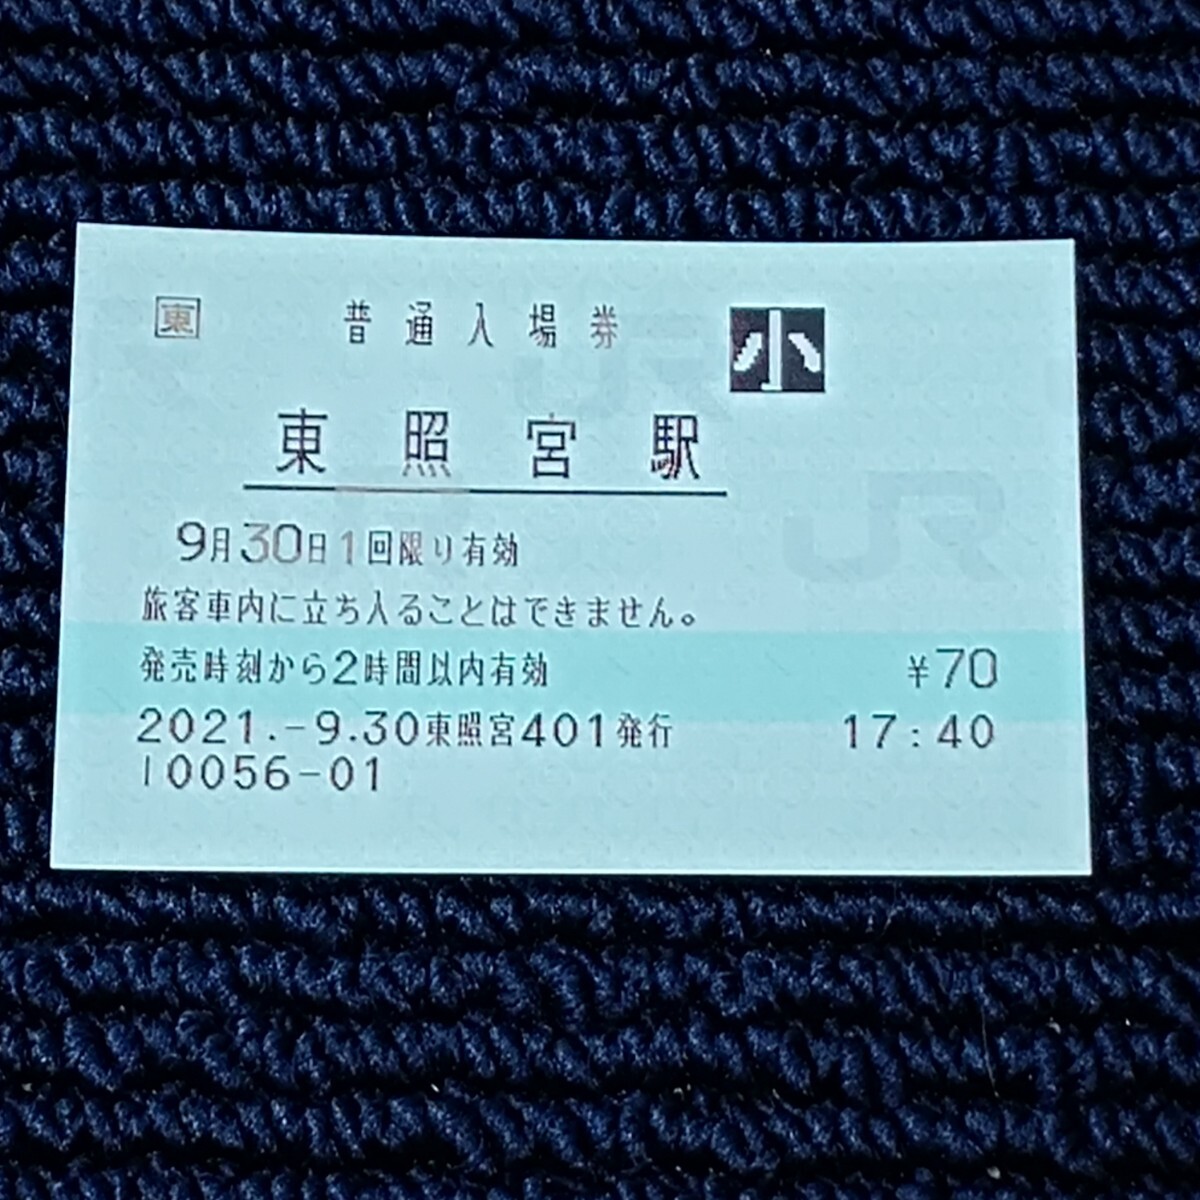 東 普通入場券 小
東照宮駅
9月30日1回限り有効
旅客車内に立ち入ることはできません。
発売時刻から2時間以内有効 ¥70
2021.-9.30東照宮401発行 17:40
10056-01
JR
JR